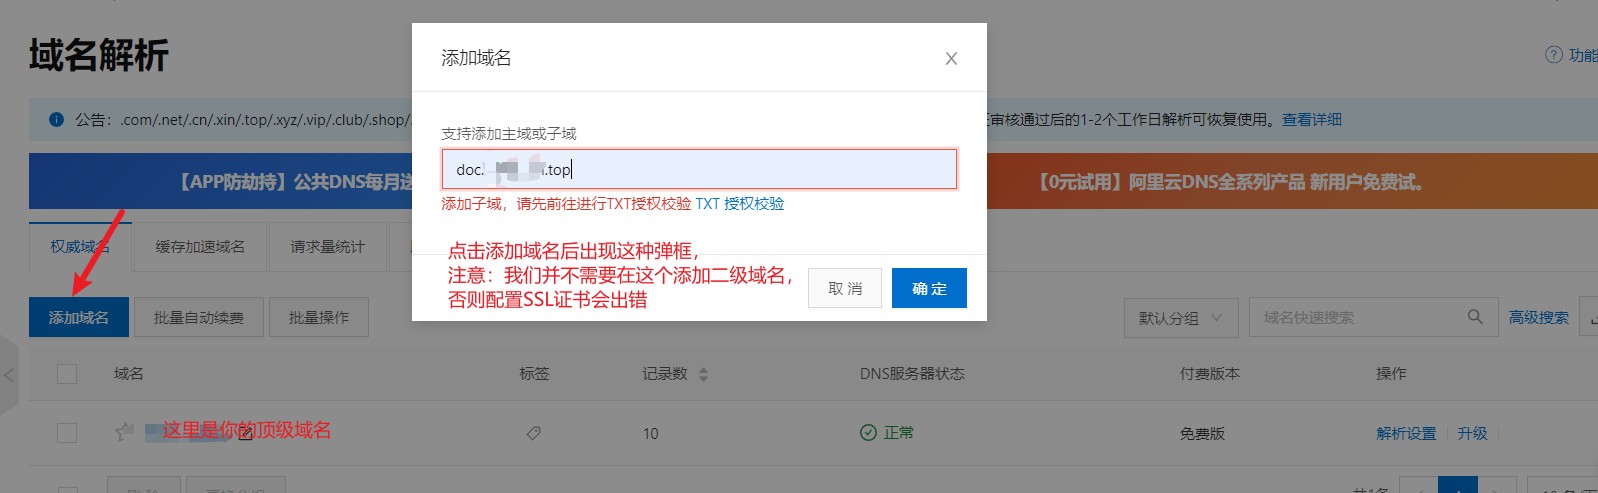 域名解析
功能
公告：.com/.net/.cn/.xin/.top/.xyz/.vip/.club/.shop/
审核通过后的1-2个工作日解析可恢复使用。查看详细
【APP防劫持】公共DNS每月送
【0元试用】阿里云DNS全系列产品 新用户免费试。
添加域名
支持添加主域或子域
doc. .top
添加子域，请先前往进行TXT授权校验 TXT 授权校验
点击添加域名后出现这种弹框，
注意：我们并不需要在这个添加二级域名，
否则配置SSL证书会出错
取消 确定
权威域名 缓存加速域名 请求量统计
添加域名 批量自动续费 批量操作 默认分组 域名快速搜索 高级搜索
域名 标签 记录数 DNS服务器状态 付费版本 操作
这里是你的顶级域名 10 正常 免费版 解析设置 升级